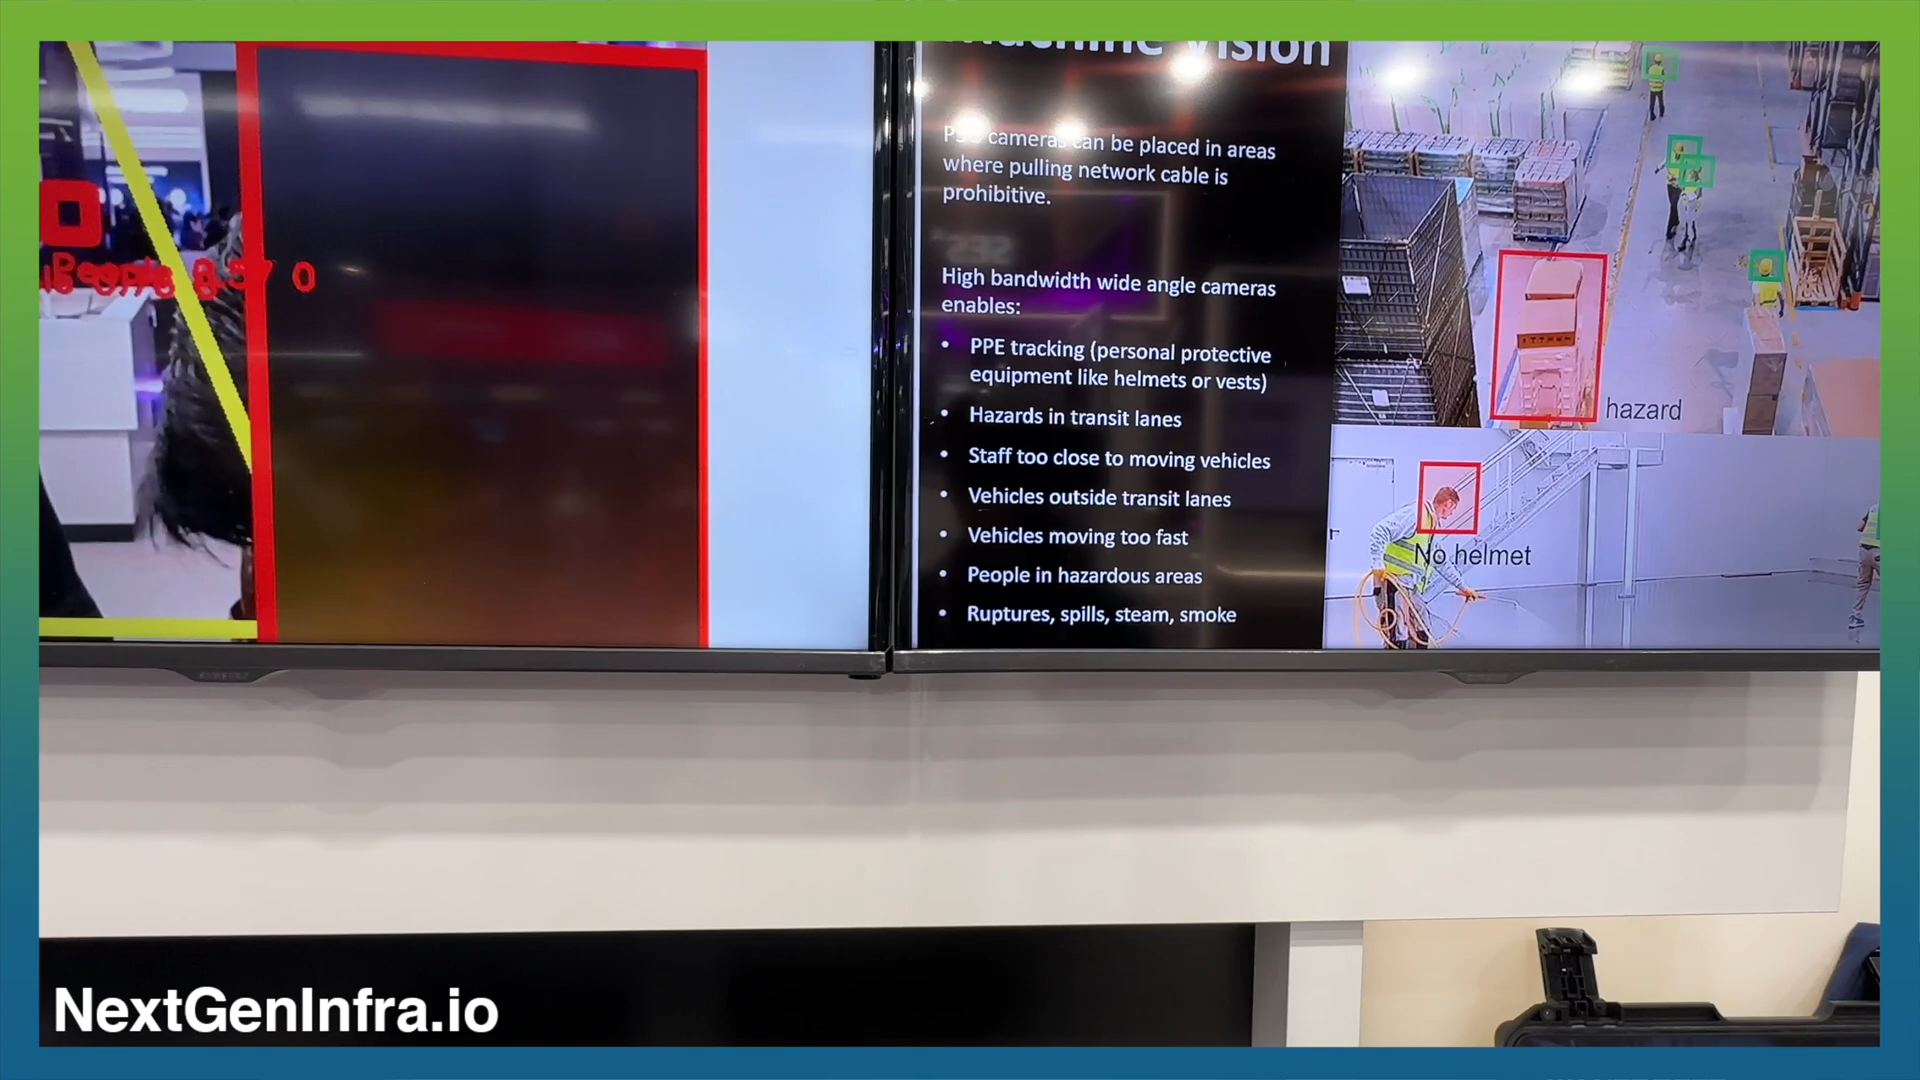 Machine Vision
cameras can be placed in areas
where pulling network cable is
prohibitive.
High bandwidth wide angle cameras
enables:
• PPE tracking (personal protective
equipment like helmets or vests)
• Hazards in transit lanes
• Staff too close to moving vehicles
• Vehicles outside transit lanes
• Vehicles moving too fast
• People in hazardous areas
• Ruptures, spills, steam, smoke
hazard
No helmet
NextGenInfra.io